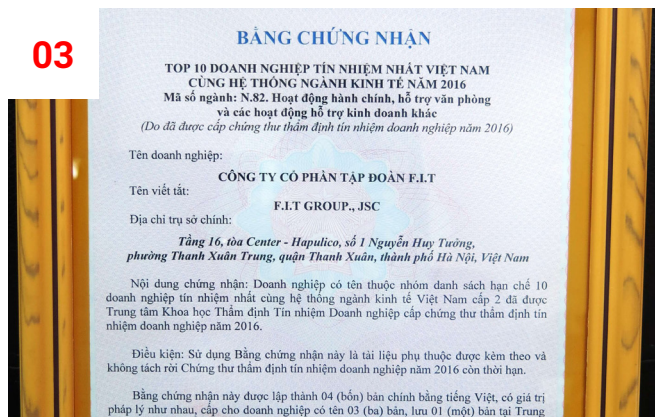 03
BẰNG CHỨNG NHẬN
TOP 10 DOANH NGHIỆP TÍN NHIỆM NHẤT VIỆT NAM
CÙNG HỆ THỐNG NGÀNH KINH TẾ NĂM 2016
Mã số ngành: N.82. Hoạt động hành chính, hỗ trợ văn phòng
và các hoạt động hỗ trợ kinh doanh khác
(Do đã được cấp chứng thư thẩm định tín nhiệm doanh nghiệp năm 2016)
Tên doanh nghiệp:
CÔNG TY CỔ PHẦN TẬP ĐOÀN F.I.T
Tên viết tắt:
F.I.T GROUP., JSC
Địa chỉ trụ sở chính:
Tầng 16, tòa Center - Hapulico, số 1 Nguyễn Huy Tưởng,
phường Thanh Xuân Trung, quận Thanh Xuân, thành phố Hà Nội, Việt Nam
Nội dung chứng nhận: Doanh nghiệp có tên thuộc nhóm danh sách hạn chế 10
doanh nghiệp tín nhiệm nhất cùng hệ thống ngành kinh tế Việt Nam cấp 2 đã được
Trung tâm Khoa học Thẩm định Tín nhiệm Doanh nghiệp cấp chứng thư thẩm định tín
nhiệm doanh nghiệp năm 2016.
Điều kiện: Sử dụng Bằng chứng nhận này là tài liệu phụ thuộc được kèm theo và
không tách rời Chứng thư thẩm định tín nhiệm doanh nghiệp năm 2016 còn thời hạn.
Bằng chứng nhận này được lập thành 04 (bốn) bản chính bằng tiếng Việt, có giá trị
pháp lý như nhau, cấp cho doanh nghiệp có tên 03 (ba) bản, lưu 01 (một) bản tại Trung